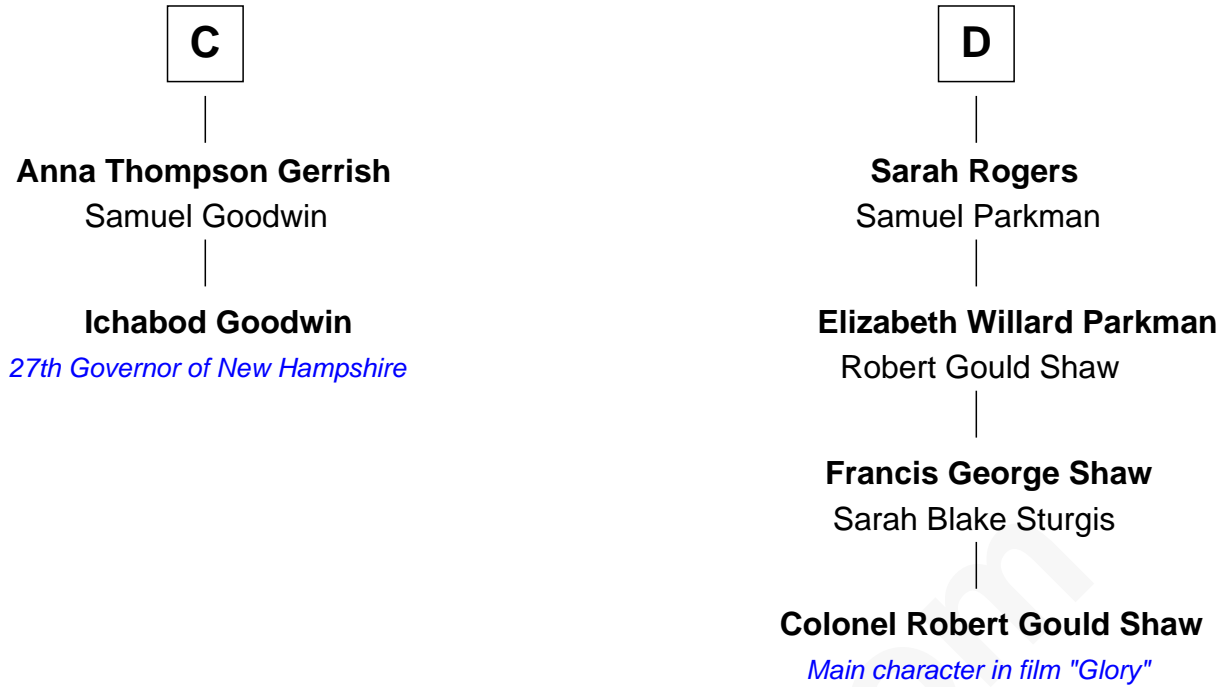 C
Anna Thompson Gerrish
Samuel Goodwin
Ichabod Goodwin
27th Governor of New Hampshire
D
Sarah Rogers
Samuel Parkman
Elizabeth Willard Parkman
Robert Gould Shaw
Francis George Shaw
Sarah Blake Sturgis
Colonel Robert Gould Shaw
Main character in film "Glory"